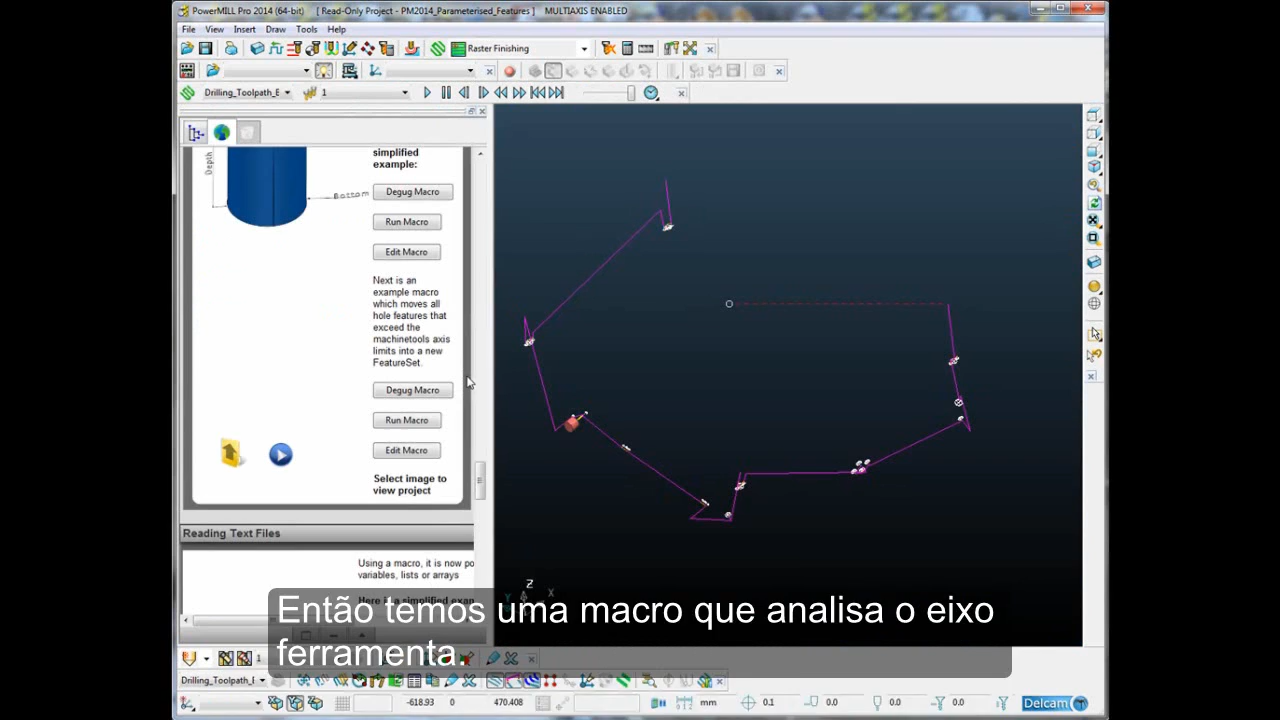 PowerMILL Pro 2014 (64-bit) [ Read-Only Project - PM2014_Parameterised_Features ] MULTIAXIS ENABLED
File View Insert Draw Tools Help
Raster Finishing
Drilling_Toolpath_E 1
Depth
Bottom
simplified
example:
Degug Macro
Run Macro
Edit Macro
Next is an
example macro
which moves all
hole features that
exceed the
machinetools axis
limits into a new
FeatureSet.
Degug Macro
Run Macro
Edit Macro
Select image to
view project
Reading Text Files
Using a macro, it is now po
variables, lists or arrays
Here is a simplified exam
Z
X
Y
Então temos uma macro que analisa o eixo
ferramenta.
1
Drilling_Toolpath_E
-618.93 0 470.408 mm 0.1 0.0 0.0 0.0 Delcam